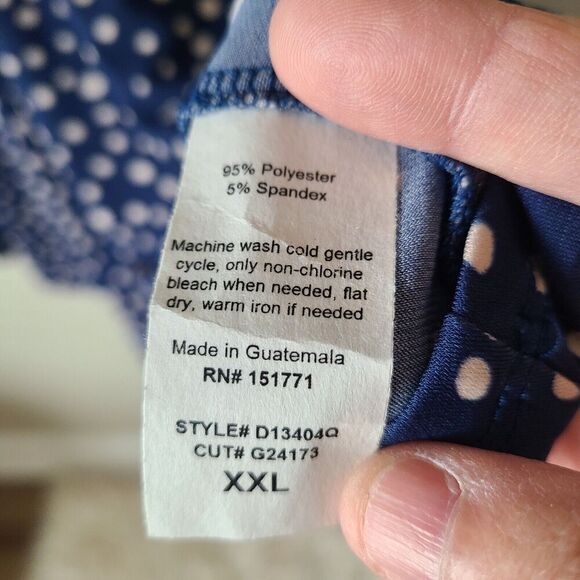 95% Polyester
5% Spandex
Machine wash cold gentle
cycle, only non-chlorine
bleach when needed, flat
dry, warm iron if needed
Made in Guatemala
RN# 151771
STYLE# D13404Q
CUT# G24173
XXL